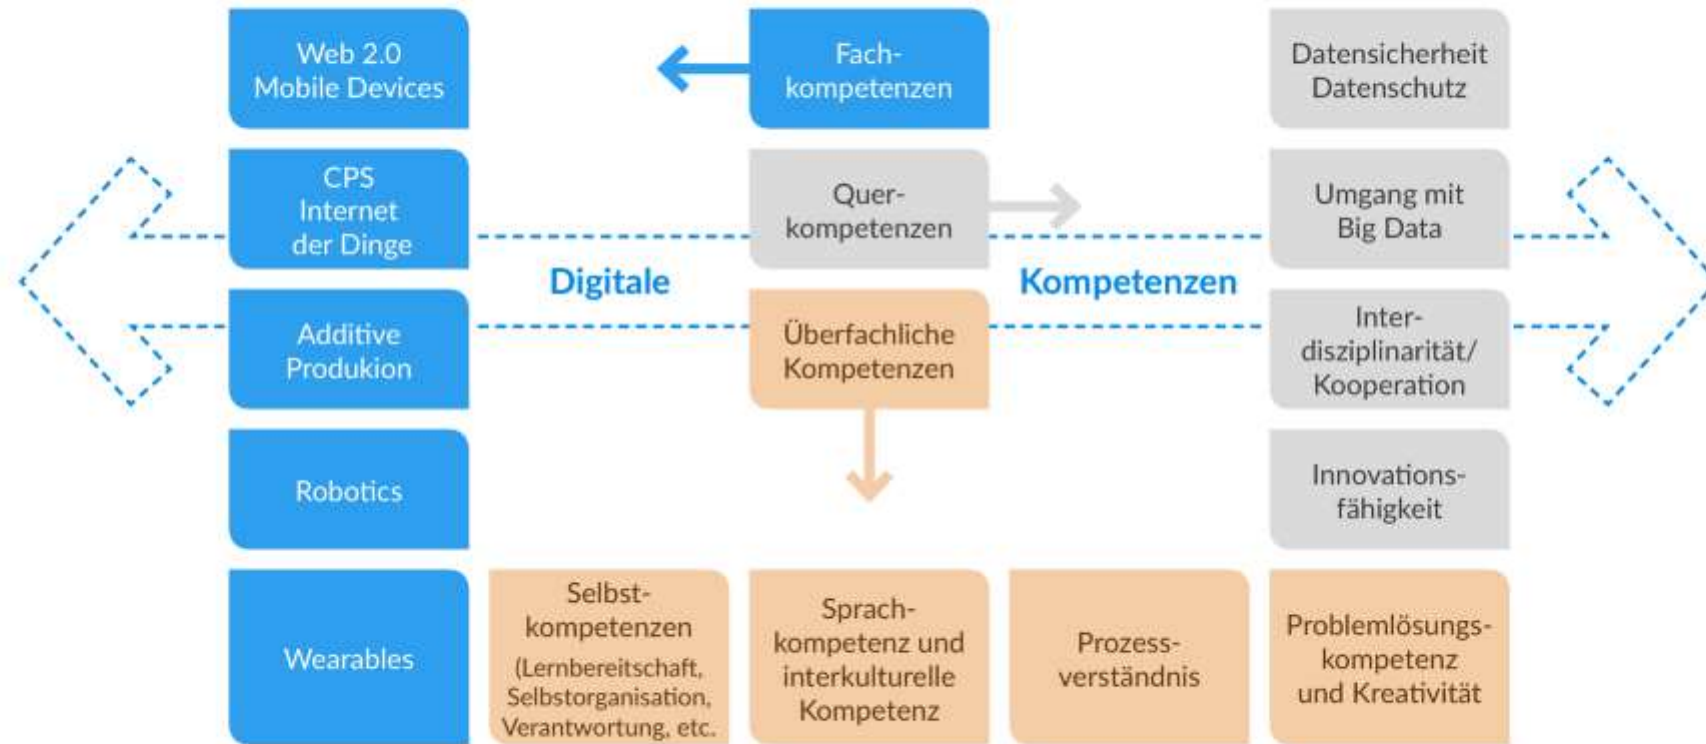 Web 2.0
Mobile Devices
Fach-
kompetenzen
Datensicherheit
Datenschutz
CPS
Internet
der Dinge
Quer-
kompetenzen
Umgang mit
Big Data
Digitale
Kompetenzen
Additive
Produkion
Überfachliche
Kompetenzen
Inter-
disziplinarität/
Kooperation
Robotics
Innovations-
fähigkeit
Wearables
Selbst-
kompetenzen
(Lernbereitschaft,
Selbstorganisation,
Verantwortung, etc.
Sprach-
kompetenz und
interkulturelle
Kompetenz
Prozess-
verständnis
Problemlösungs-
kompetenz
und Kreativität